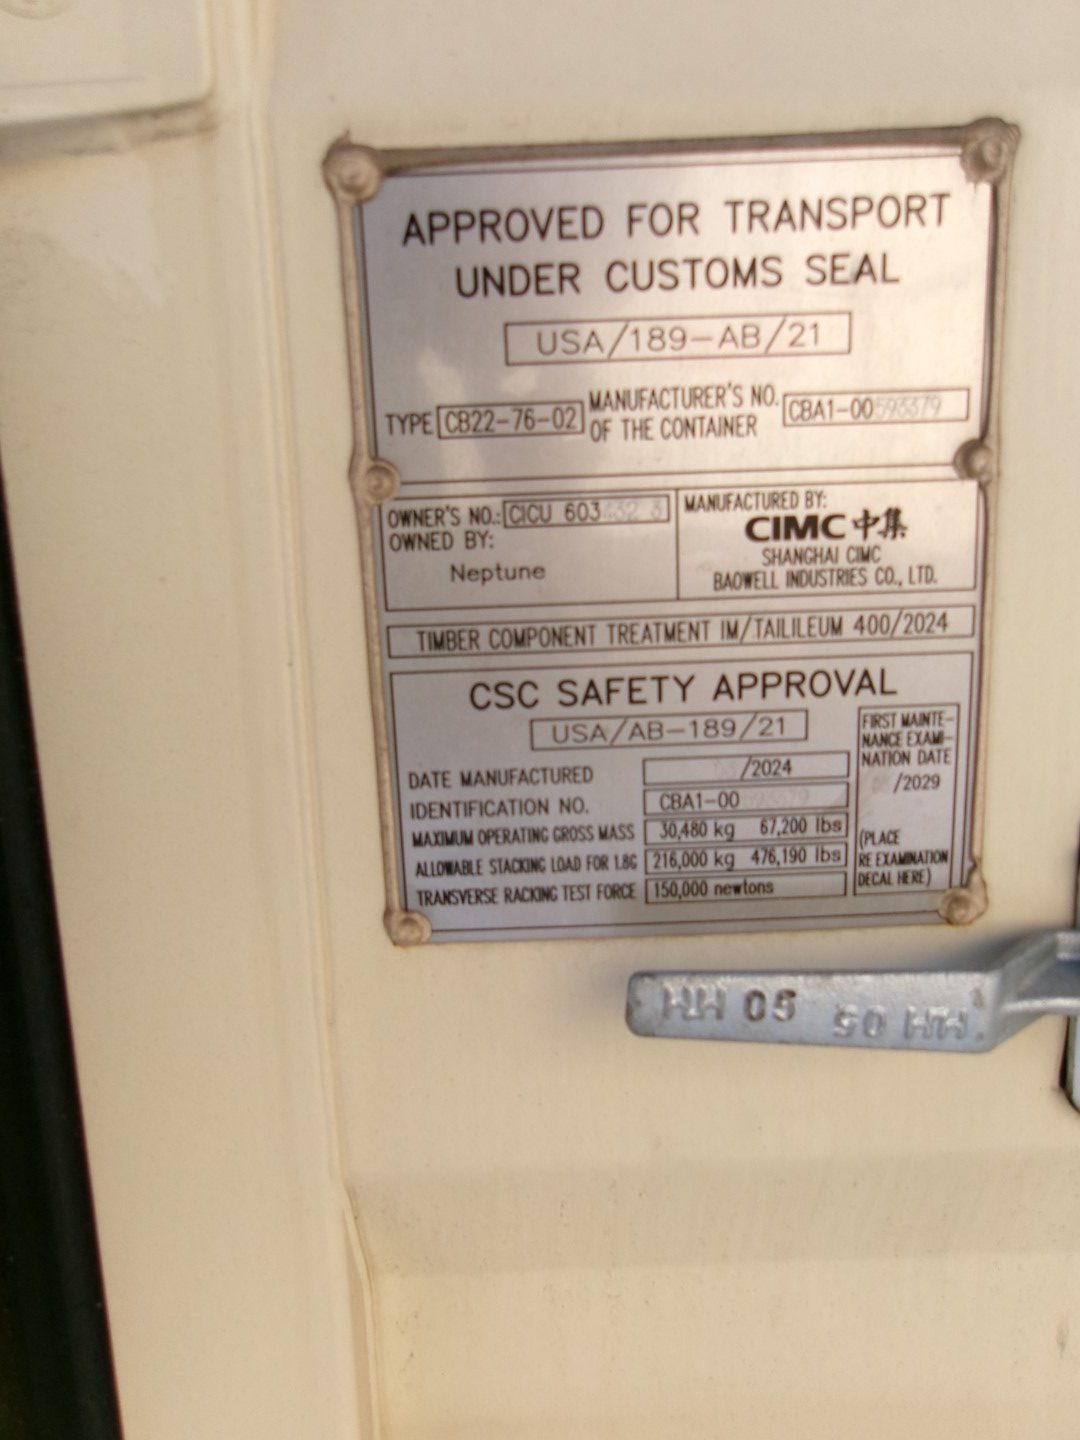 APPROVED FOR TRANSPORT
UNDER CUSTOMS SEAL
USA/189-AB/21
TYPE CB22-76-02
MANUFACTURER'S NO.
OF THE CONTAINER
CBA1-00593379
OWNER'S NO.: CICU 603
OWNED BY:
Neptune
MANUFACTURED BY:
CIMC 中集
SHANGHAI CIMC
BAOWELL INDUSTRIES CO., LTD.
TIMBER COMPONENT TREATMENT IM/TAILILEUM 400/2024
CSC SAFETY APPROVAL
USA/AB-189/21
DATE MANUFACTURED /2024
IDENTIFICATION NO. CBA1-00
MAXIMUM OPERATING GROSS MASS 30,480 kg 67,200 lbs
ALLOWABLE STACKING LOAD FOR 1.8G 216,000 kg 476,190 lbs
TRANSVERSE RACKING TEST FORCE 150,000 newtons
FIRST MAINTE-
NANCE EXAMI-
NATION DATE
/2029
(PLACE
RE EXAMINATION
DECAL HERE)
HH 05
50 HH